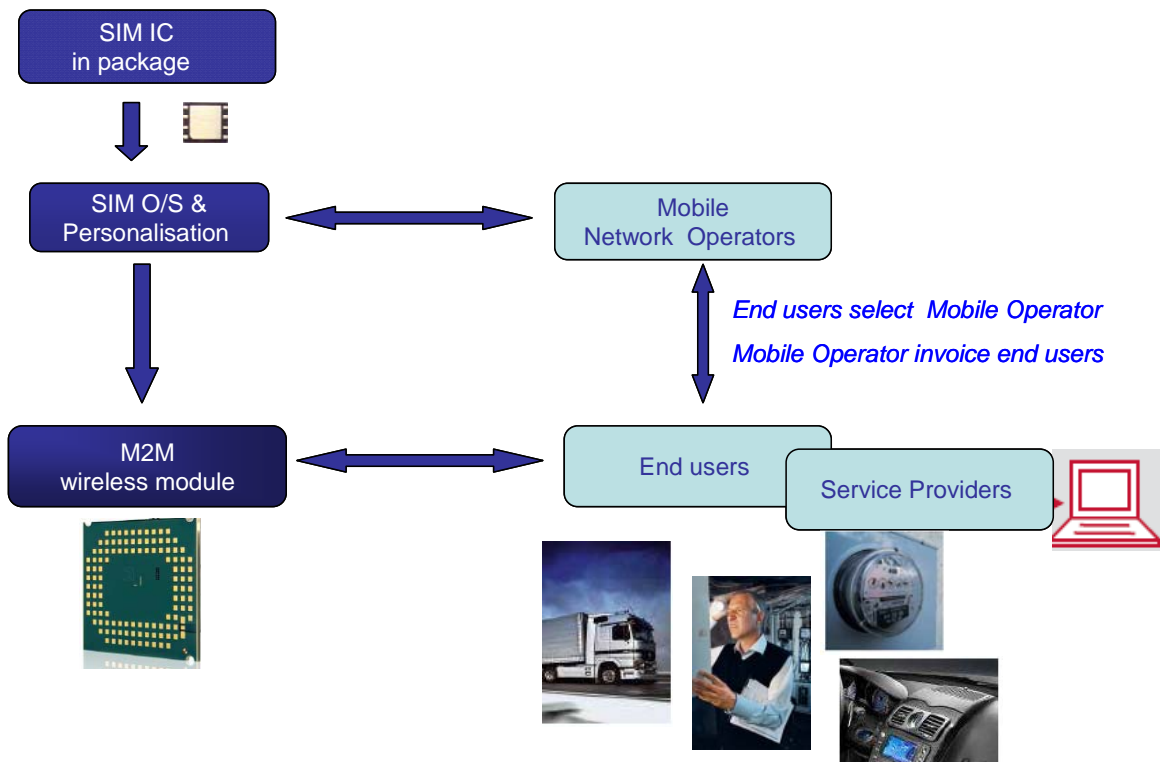 SIM IC
in package
SIM O/S &
Personalisation
Mobile
Network Operators
End users select Mobile Operator
Mobile Operator invoice end users
M2M
wireless module
End users
Service Providers